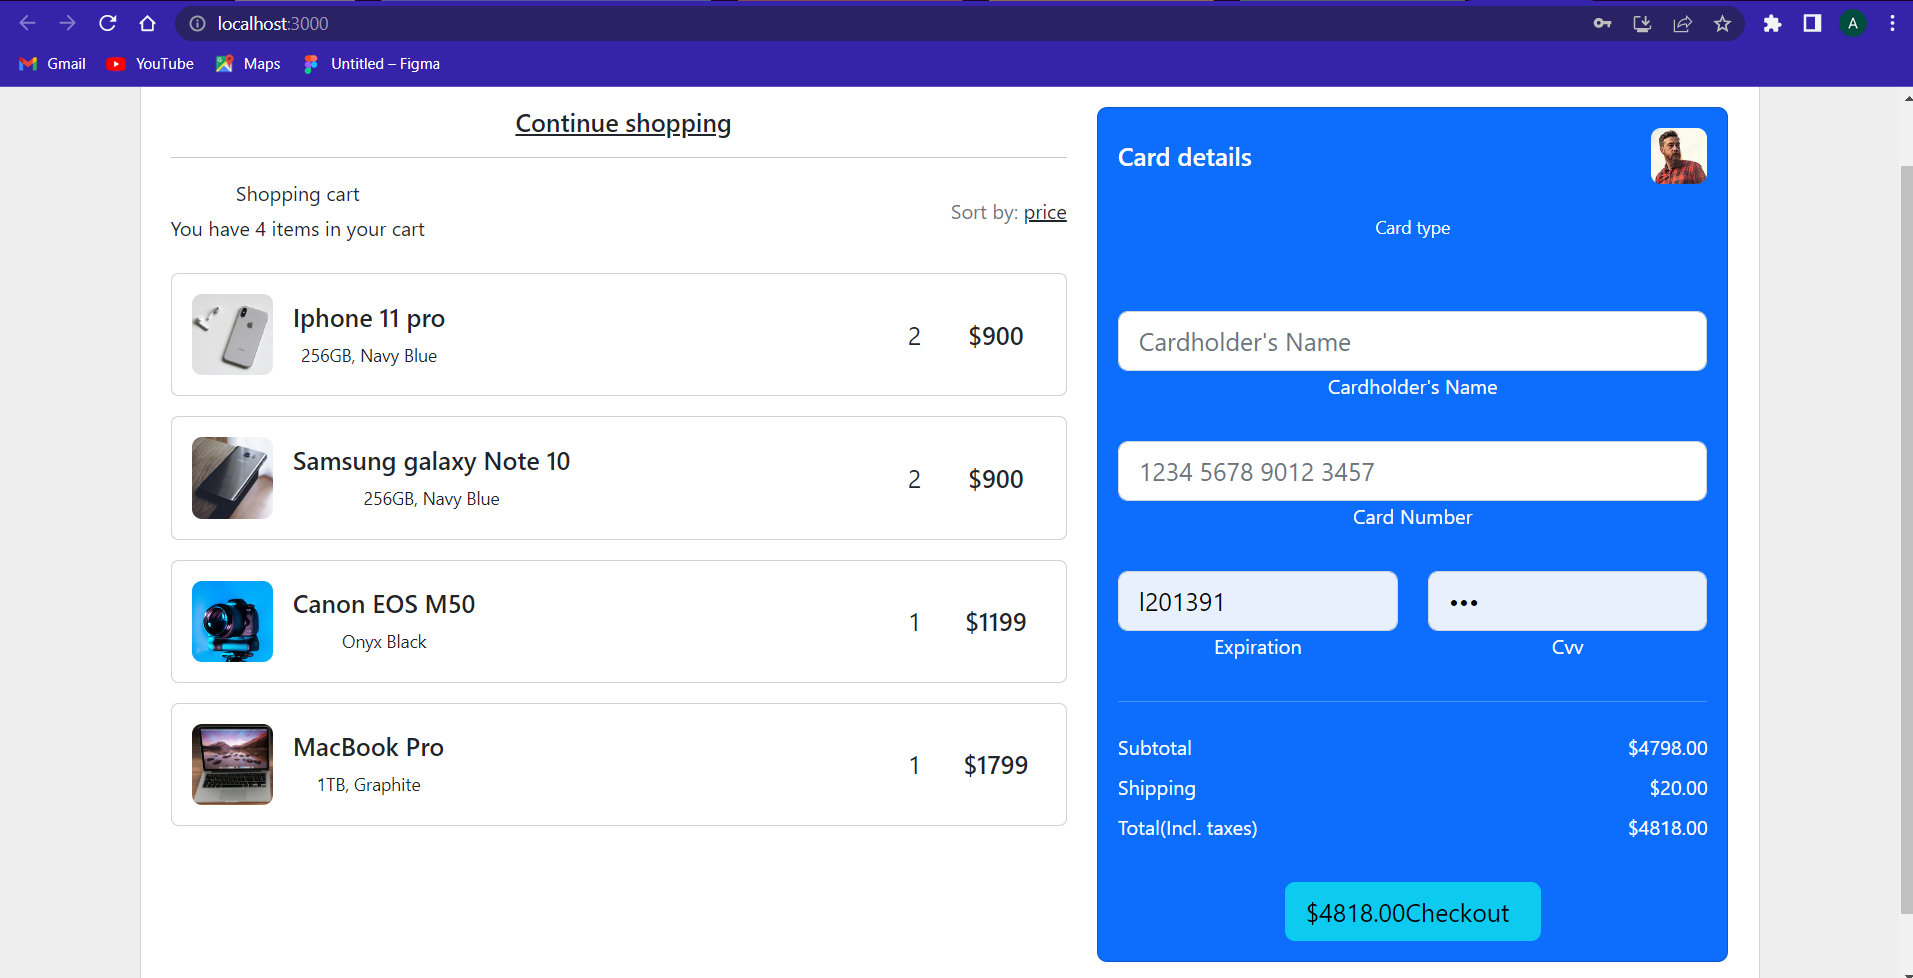 localhost:3000
A
Gmail
YouTube
Maps
Untitled – Figma
Continue shopping
Shopping cart
You have 4 items in your cart
Sort by: price
Iphone 11 pro
256GB, Navy Blue
2
$900
Samsung galaxy Note 10
256GB, Navy Blue
2
$900
Canon EOS M50
Onyx Black
1
$1199
MacBook Pro
1TB, Graphite
1
$1799
Card details
Card type
Cardholder's Name
Cardholder's Name
1234 5678 9012 3457
Card Number
l201391
•••
Expiration
Cvv
Subtotal
$4798.00
Shipping
$20.00
Total(Incl. taxes)
$4818.00
$4818.00Checkout